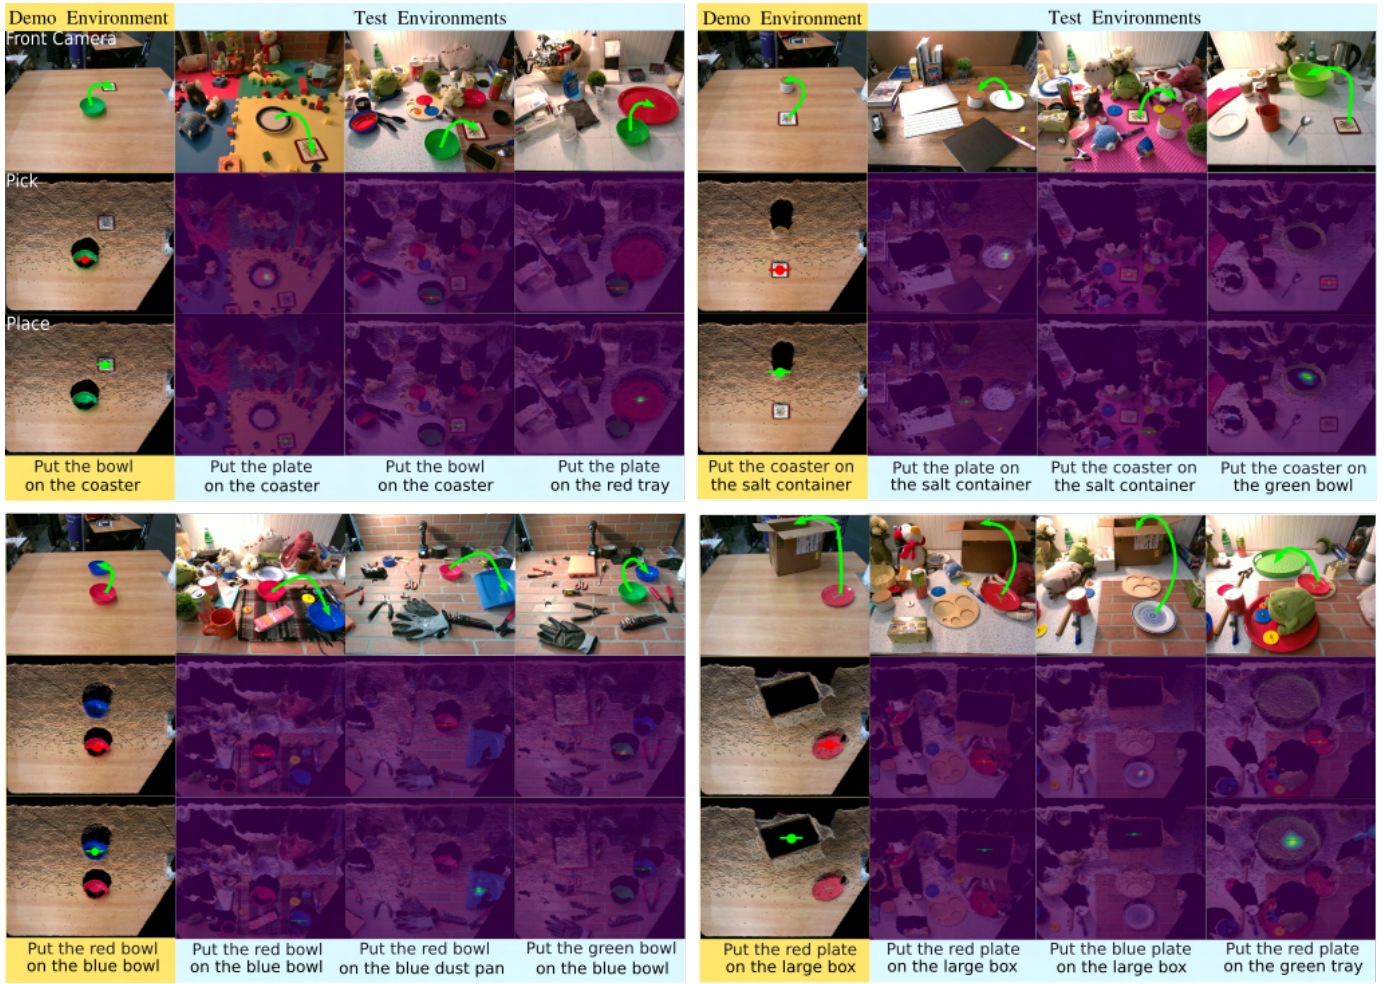 Demo Environment
Test Environments
Front Camera
Pick
Place
Put the bowl
on the coaster
Put the plate
on the coaster
Put the bowl
on the coaster
Put the plate
on the red tray
Demo Environment
Test Environments
Put the coaster on
the salt container
Put the plate on
the salt container
Put the coaster on
the salt container
Put the coaster on
the green bowl
Put the red bowl
on the blue bowl
Put the red bowl
on the blue bowl
Put the red bowl
on the blue dust pan
Put the green bowl
on the blue bowl
Put the red plate
on the large box
Put the red plate
on the large box
Put the blue plate
on the large box
Put the red plate
on the green tray